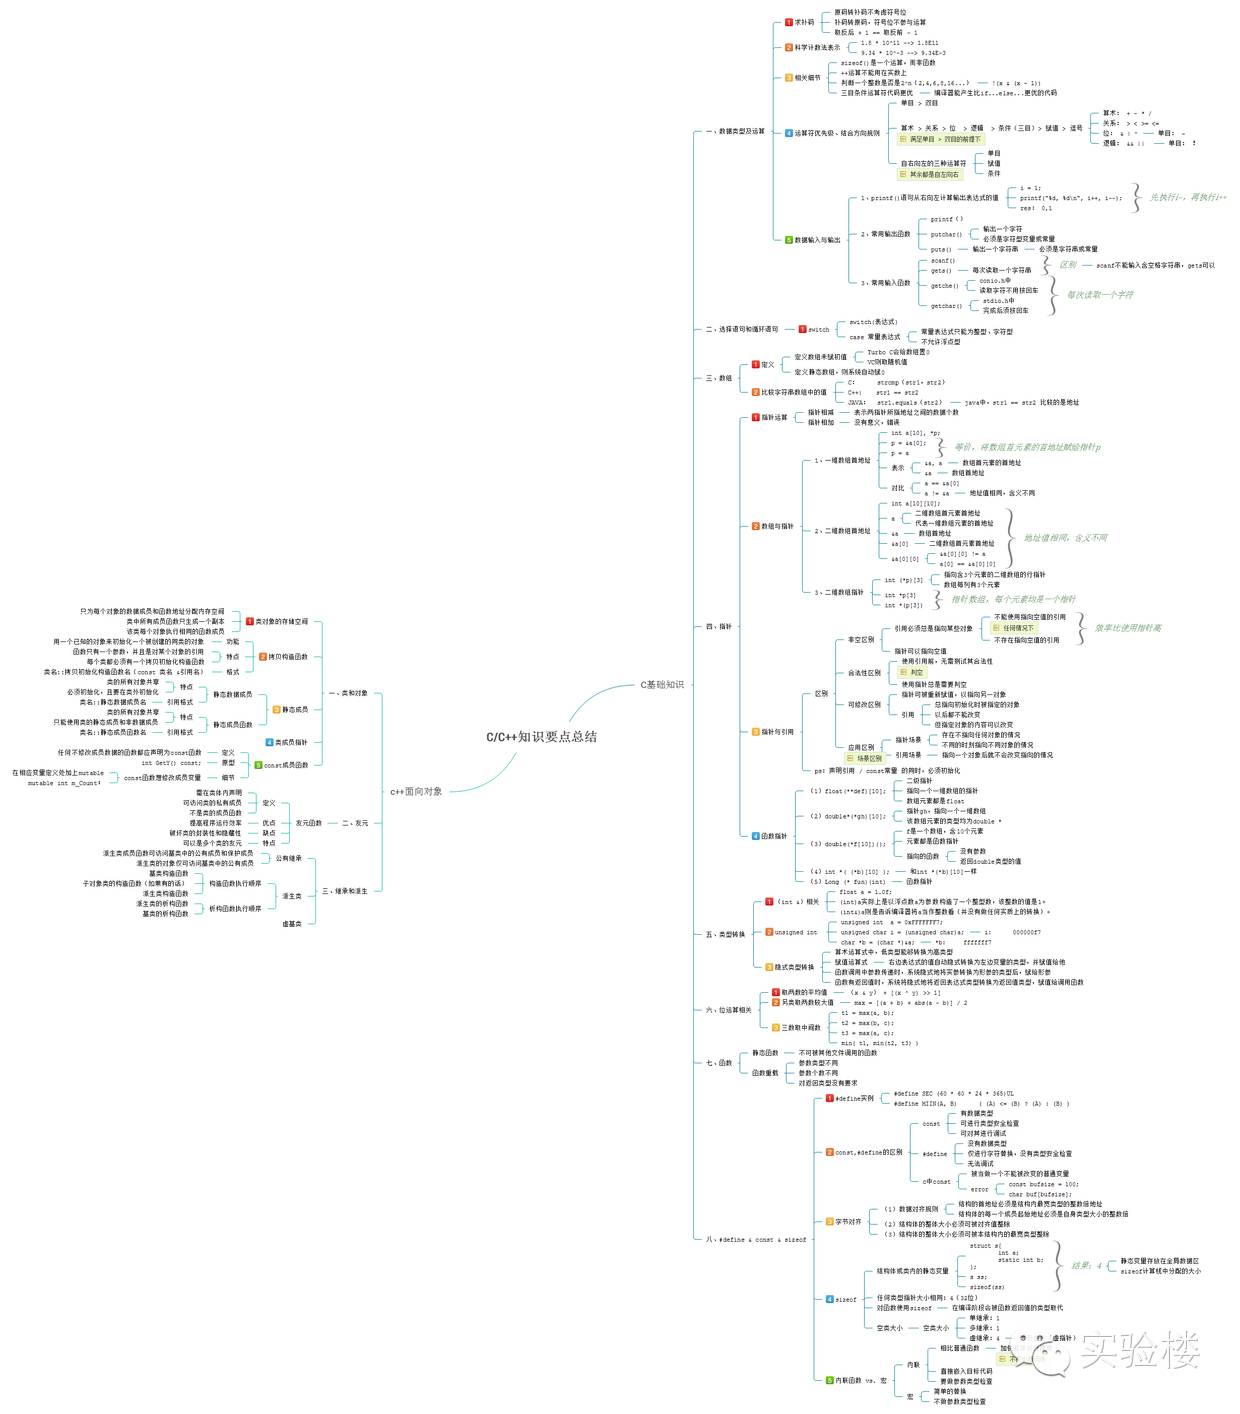 C/C++知识要点总结
C基础知识
一、数据类型及运算
1 求补码
原码转补码不考虑符号位
补码转原码，符号位不参与运算
取反后 + 1 == 取反前 - 1
2 科学计数法表示
1.8 * 10^11 --> 1.8E11
9.34 * 10^-3 --> 9.34E-3
3 相关细节
sizeof()是一个运算，而非函数
++运算不能用在实数上
判断一个整数是否是2^n（2,4,6,8,16...）
!(x & (x - 1))
三目条件运算符代码更优
编译器能产生比if...else...更优的代码
4 运算符优先级、结合方向规则
单目 > 双目
算术 > 关系 > 位 > 逻辑 > 条件（三目）> 赋值 > 逗号
满足单目 > 双目的前提下
算术： + - * /
关系： > < >= <=
位： & | ^
单目： ~
逻辑： && ||
单目： !
自右向左的三种运算符
其余都是自左向右
单目
赋值
条件
5 数据输入与输出
1、printf()语句从右向左计算输出表达式的值
i = 1;
printf("%d, %d\n", i++, i--);
res: 0,1
先执行i-，再执行i++
2、常用输出函数
printf（）
putchar()
输出一个字符
必须是字符型变量或常量
puts()
输出一个字符串
必须是字符串或常量
3、常用输入函数
scanf()
gets()
每次读取一个字符串
区别
scanf不能输入含空格字符串，gets可以
getche()
conio.h中
读取字符不用按回车
getchar()
stdio.h中
完成后须按回车
每次读取一个字符
二、选择语句和循环语句
1 switch
switch(表达式)
case 常量表达式
常量表达式只能为整型、字符型
不允许浮点型
三、数组
1 定义
定义数组未赋初值
Turbo C会给数组置0
VC则取随机值
定义静态数组，则系统自动赋0
2 比较字符串数组中的值
C: strcmp（str1，str2）
C++: str1 == str2
JAVA: str1.equals（str2）
java中，str1 == str2 比较的是地址
四、指针
1 指针运算
指针相减
表示两指针所指地址之间的数据个数
指针相加
没有意义，错误
2 数组与指针
1、一维数组首地址
int a[10], *p;
p = &a[0];
p = a
等价，将数组首元素的首地址赋给指针p
表示
&a, a
数组首元素的首地址
&a
数组首地址
对比
a == &a[0]
a != &a
地址值相同，含义不同
2、二维数组首地址
int a[10][10];
a
二维数组首元素首地址
代表一维数组元素的首地址
&a
数组首地址
&a[0]
二维数组首元素首地址
&a[0][0]
&a[0][0] != a
a[0] == &a[0][0]
地址值相同，含义不同
3、二维数组指针
int (*p)[3]
指向含3个元素的二维数组的行指针
数组每列有3个元素
int *p[3]
int *(p[3])
指针数组，每个元素均是一个指针
3 指针与引用
区别
非空区别
引用必须总是指向某些对象
不能使用指向空值的引用
任何情况下
不存在指向空值的引用
效率比使用指针高
指针可以指向空值
合法性区别
使用引用前，无需测试其合法性
判空
使用指针总是需要判空
可修改区别
指针可被重新赋值，以指向另一对象
引用
总指向初始化时被指定的对象
以后都不能改变
但指定对象的内容可以改变
应用区别
场景区别
指针场景
存在不指向任何对象的情况
不同的时刻指向不同对象的情况
引用场景
指向一个对象后就不会改变指向的情况
ps: 声明引用 / const常量 的同时，必须初始化
4 函数指针
（1）float(**def)[10];
二级指针
指向一个一维数组的指针
数组元素都是float
（2）double*(*gh)[10];
指针gh，指向一个一维数组
该数组元素的类型均为double *
（3）double(*f[10])();
f是一个数组，含10个元素
元素都是函数指针
指向的函数
没有参数
返回double类型的值
（4）int *( (*b)[10] );
和int *(*b)[10]一样
（5）Long (* fun)(int)
函数指针
五、类型转换
1 （int &）相关
float a = 1.0f;
(int)a实际上是以浮点数a为参数构造了一个整型数，该整数的值是1。
(int&)a则是告诉编译器将a当作整数看（并没有做任何实质上的转换）。
2 unsigned int
unsigned int a = 0xFFFFFFF7;
unsigned char i = (unsigned char)a;
i: 000000f7
char *b = (char *)&a;
*b: fffffff7
3 隐式类型转换
算术运算式中，低类型能够转换为高类型
赋值运算式
右边表达式的值自动隐式转换为左边变量的类型，并赋值给他
函数调用中参数传递时，系统隐式地将实参转换为形参的类型后，赋给形参
函数有返回值时，系统将隐式地将返回表达式类型转换为返回值类型，赋值给调用函数
六、位运算相关
1 取两数的平均值
（x & y） + [(x ^ y) >> 1]
2 另类取两数较大值
max = [(a + b) + abs(a - b)] / 2
3 三数取中间数
t1 = max(a, b);
t2 = max(b, c);
t3 = max(a, c);
min( t1, min(t2, t3) )
七、函数
静态函数
不可被其他文件调用的函数
函数重载
参数类型不同
参数个数不同
对返回类型没有要求
八、#define & const & sizeof
1 #define实例
#define SEC (60 * 60 * 24 * 365)UL
#define MIIN(A, B) ( (A) <= (B) ? (A) : (B) )
2 const,#define的区别
const
有数据类型
可进行类型安全检查
可对其进行调试
#define
没有数据类型
仅进行字符替换，没有类型安全检查
无法调试
c中const
被当做一个不能被改变的普通变量
error
const bufsize = 100;
char buf[bufsize];
3 字节对齐
（1）数据对齐规则
结构的首地址必须是结构内最宽类型的整数倍地址
结构体的每一个成员起始地址必须是自身类型大小的整数倍
（2）结构体的整体大小必须可被对齐值整除
（3）结构体的整体大小必须可被本结构内的最宽类型整除
4 sizeof
结构体或类内的静态变量
struct s{
int a;
static int b;
};
s ss;
sizeof(ss)
结果：4
静态变量存放在全局数据区
sizeof计算栈中分配的大小
任何类型指针大小相同：4（32位）
对函数使用sizeof
在编译阶段会被函数返回值的类型取代
空类大小
空类大小
单继承：1
多继承：1
虚继承：4
虚指针）
5 内联函数 vs. 宏
内联
相比普通函数
加
不
直接嵌入目标代码
要做参数类型检查
宏
简单的替换
不做参数类型检查
C++面向对象
一、类和对象
1 类对象的存储空间
只为每个对象的数据成员和函数地址分配内存空间
类中所有成员函数只生成一个副本
该类每个对象执行相同的函数成员
2 拷贝构造函数
功能
用一个已知的对象来初始化一个被创建的同类的对象
特点
函数只有一个参数，并且是对某个对象的引用
每个类都必须有一个拷贝初始化构造函数
格式
类名::拷贝初始化构造函数名（const 类名 &引用名）
3 静态成员
静态数据成员
特点
类的所有对象共享
必须初始化，且要在类外初始化
引用格式
类名::静态数据成员名
静态成员函数
特点
类的所有对象共享
只能使用类的静态成员和非数据成员
引用格式
类名::静态成员函数名
4 类成员指针
5 const成员函数
定义
任何不修改成员数据的函数都应声明为const函数
原型
int GetY() const;
细节
const函数想修改成员变量
在相应变量定义处加上mutable
mutable int m_Count;
二、友元
友元函数
定义
需在类体内声明
可访问类的私有成员
不是类的成员函数
优点
提高程序运行效率
缺点
破坏类的封装性和隐藏性
特点
可以是多个类的友元
三、继承和派生
公有继承
派生类成员函数可访问基类中的公有成员和保护成员
派生类的对象仅可访问基类中的公有成员
派生类
构造函数执行顺序
基类构造函数
子对象类的构造函数（如果有的话）
派生类构造函数
析构函数执行顺序
派生类的析构函数
基类的析构函数
虚基类
实验楼